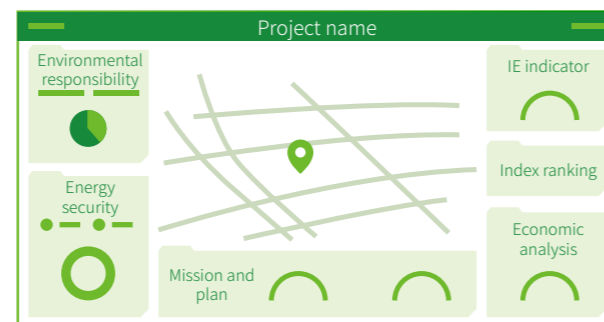 Project name
Environmental
responsibility
Energy
security
Mission and
plan
IE indicator
Index ranking
Economic
analysis